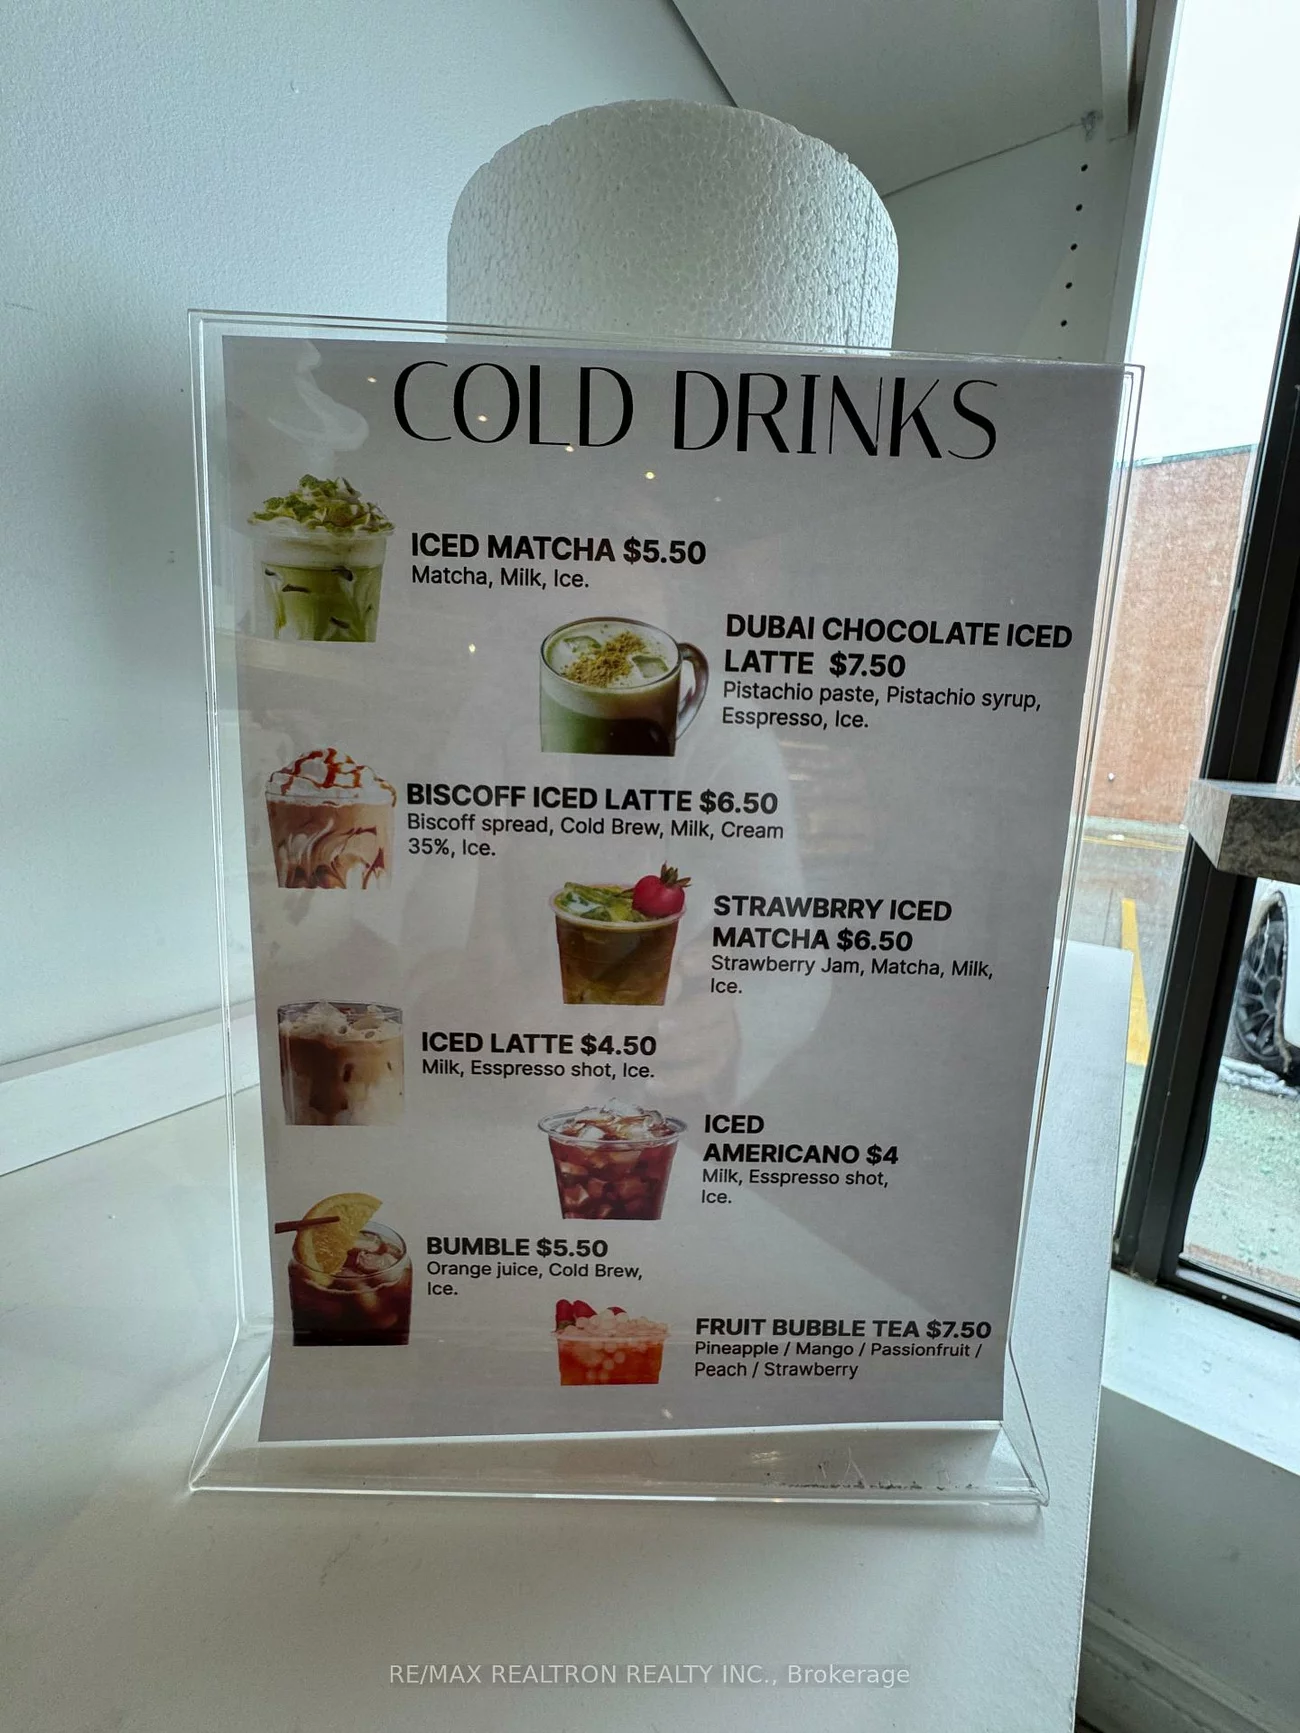 COLD DRINKS
ICED MATCHA $5.50
Matcha, Milk, Ice.
DUBAI CHOCOLATE ICED
LATTE $7.50
Pistachio paste, Pistachio syrup,
Esspresso, Ice.
BISCOFF ICED LATTE $6.50
Biscoff spread, Cold Brew, Milk, Cream
35%, Ice.
STRAWBRRY ICED
MATCHA $6.50
Strawberry Jam, Matcha, Milk,
Ice.
ICED LATTE $4.50
Milk, Esspresso shot, Ice.
ICED
AMERICANO $4
Milk, Esspresso shot,
Ice.
BUMBLE $5.50
Orange juice, Cold Brew,
Ice.
FRUIT BUBBLE TEA $7.50
Pineapple / Mango / Passionfruit /
Peach / Strawberry
RE/MAX REALTRON REALTY INC., Brokerage